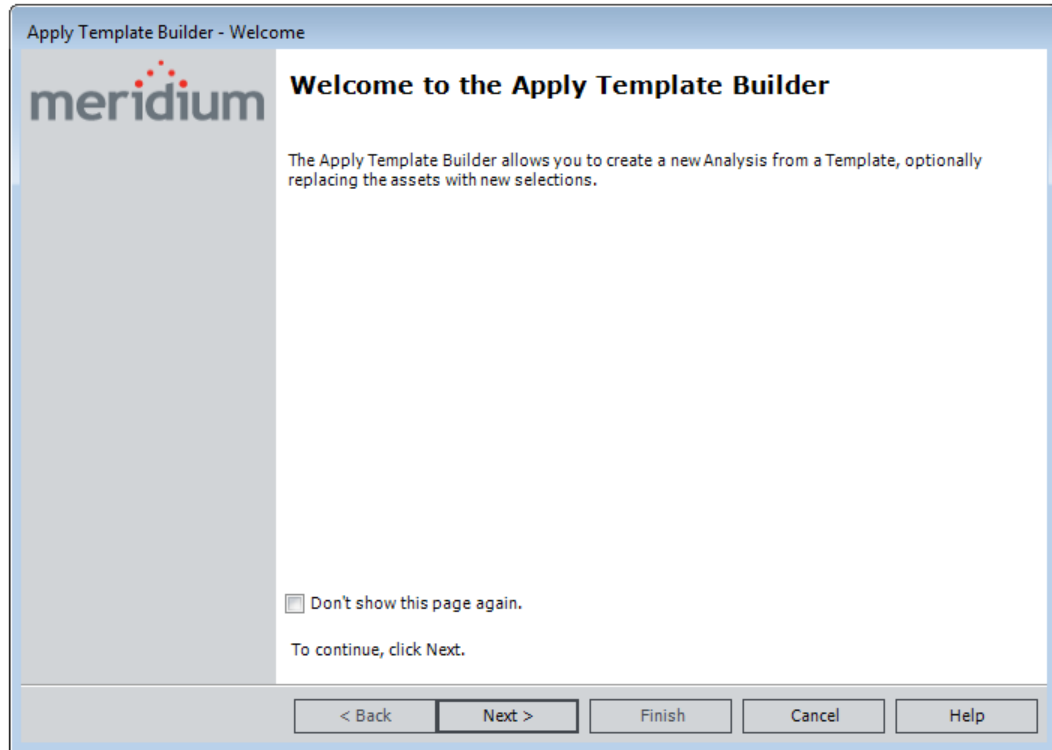 Apply Template Builder - Welcome
meridium
Welcome to the Apply Template Builder
The Apply Template Builder allows you to create a new Analysis from a Template, optionally
replacing the assets with new selections.
Don't show this page again.
To continue, click Next.
< Back Next > Finish Cancel Help